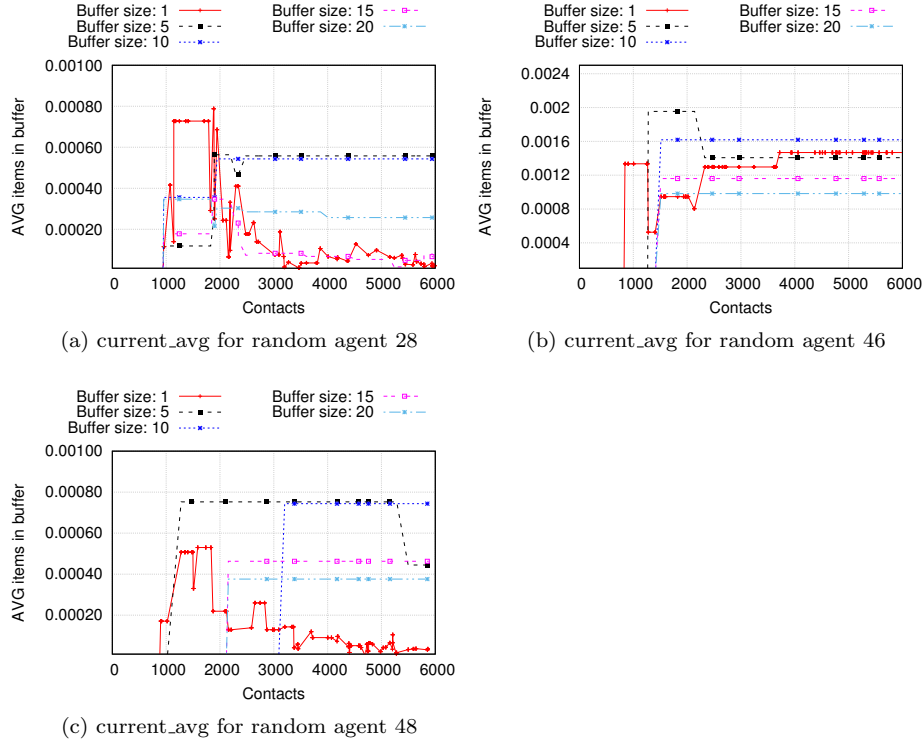 Buffer size: 1
Buffer size: 5
Buffer size: 10
Buffer size: 15
Buffer size: 20
0.00100
0.00080
0.00060
0.00040
0.00020
AVG items in buffer
0 1000 2000 3000 4000 5000 6000
Contacts
(a) current_avg for random agent 28
Buffer size: 1
Buffer size: 5
Buffer size: 10
Buffer size: 15
Buffer size: 20
0.0024
0.002
0.0016
0.0012
0.0008
0.0004
AVG items in buffer
0 1000 2000 3000 4000 5000 6000
Contacts
(b) current_avg for random agent 46
Buffer size: 1
Buffer size: 5
Buffer size: 10
Buffer size: 15
Buffer size: 20
0.00100
0.00080
0.00060
0.00040
0.00020
AVG items in buffer
0 1000 2000 3000 4000 5000 6000
Contacts
(c) current_avg for random agent 48